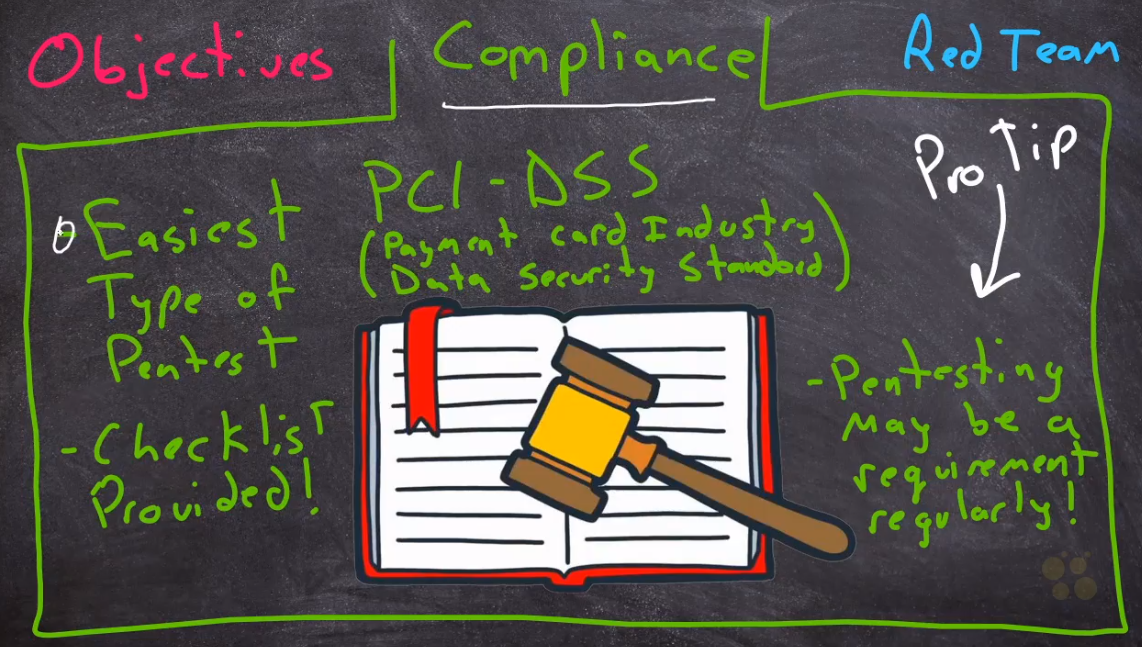 Objectives
Compliance
Red Team
Pro Tip
- Easiest
Type of
Pentest
- Checklist
Provided!
PCI-DSS
(Payment card Industry
Data Security Standard)
- Pentesting
May be a
requirement
regularly!